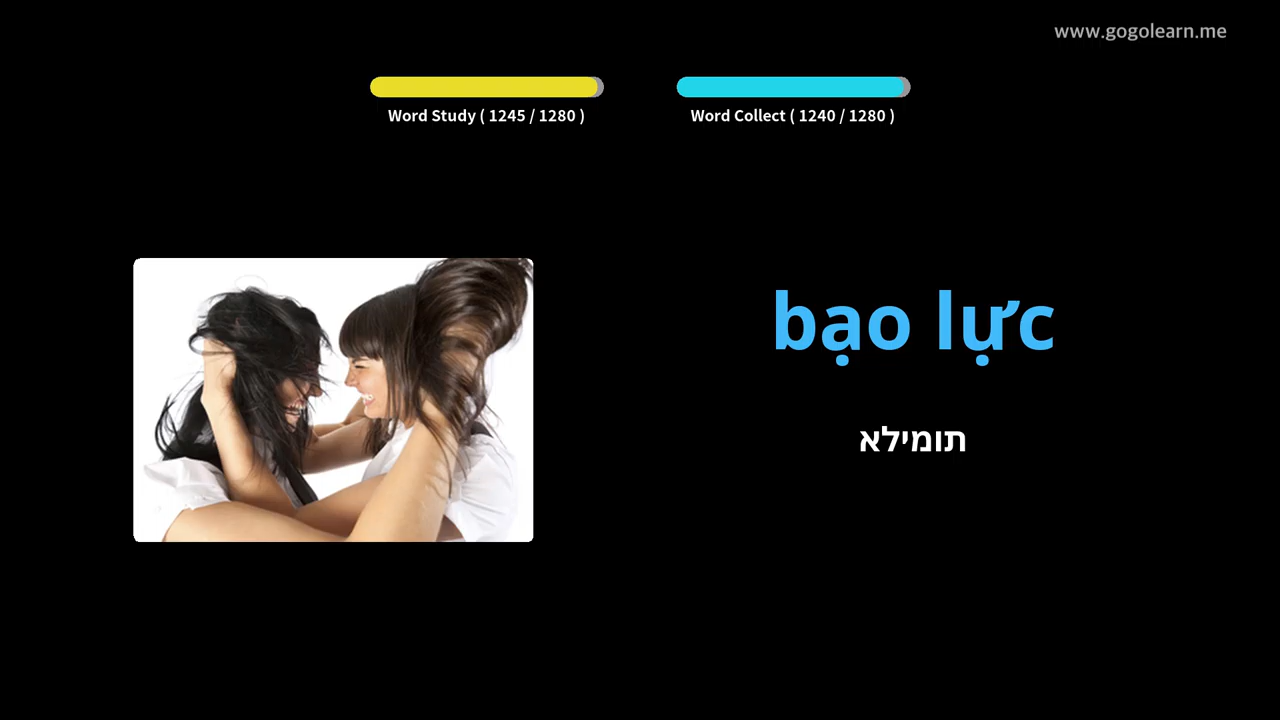 www.gogolearn.me
Word Study ( 1245 / 1280 )
Word Collect ( 1240 / 1280 )
bạo lực
תומילא